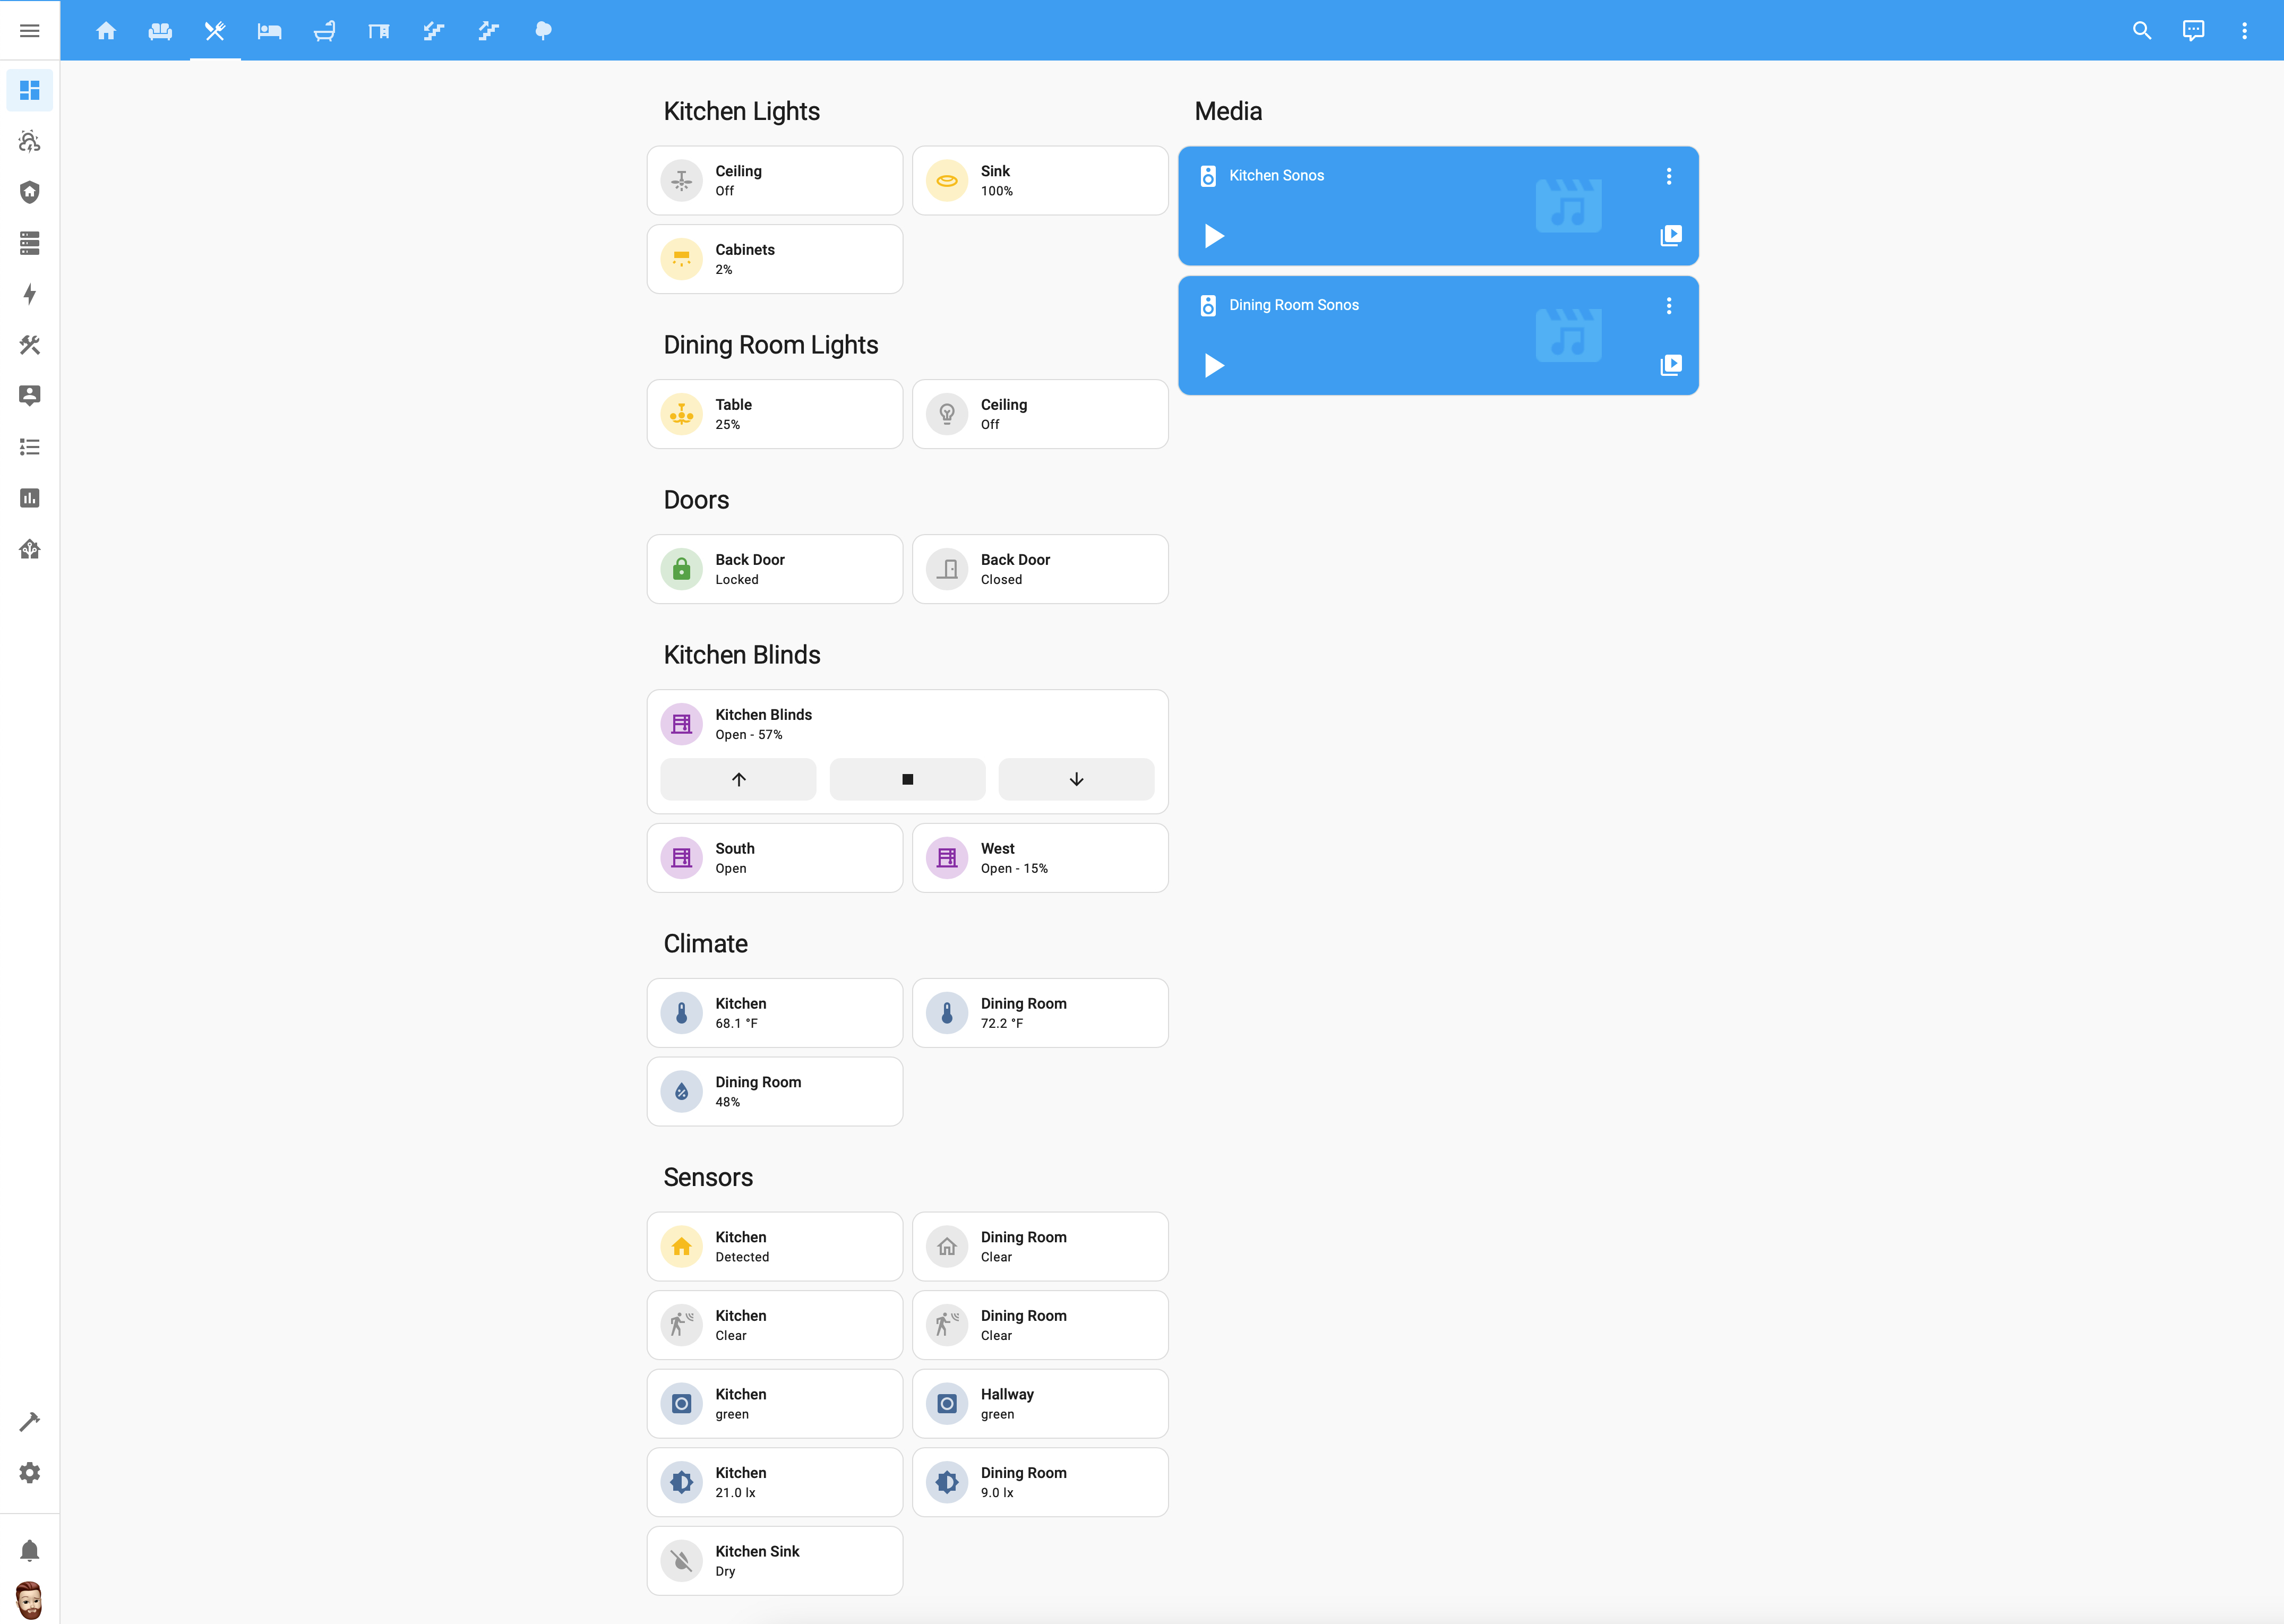 Kitchen Lights
Ceiling
Off
Sink
100%
Cabinets
2%
Dining Room Lights
Table
25%
Ceiling
Off
Doors
Back Door
Locked
Back Door
Closed
Kitchen Blinds
Kitchen Blinds
Open - 57%
South
Open
West
Open - 15%
Climate
Kitchen
68.1 °F
Dining Room
72.2 °F
Dining Room
48%
Sensors
Kitchen
Detected
Dining Room
Clear
Kitchen
Clear
Dining Room
Clear
Kitchen
green
Hallway
green
Kitchen
21.0 lx
Dining Room
9.0 lx
Kitchen Sink
Dry
Media
Kitchen Sonos
Dining Room Sonos